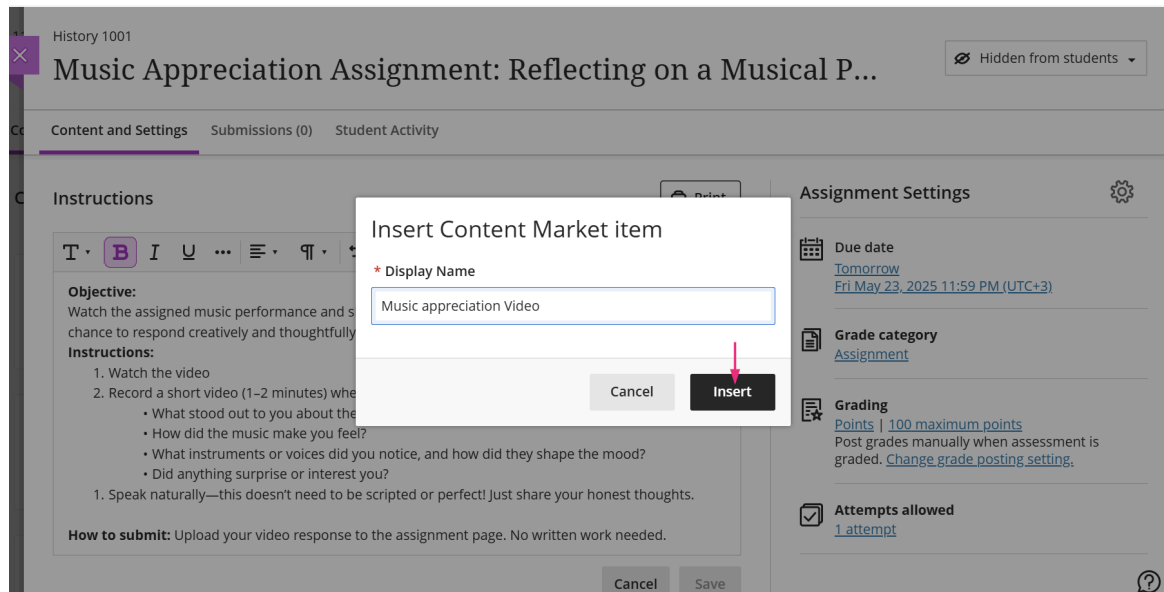 History 1001
Music Appreciation Assignment: Reflecting on a Musical P...
Hidden from students
Content and Settings
Submissions (0)
Student Activity
Instructions
Print
Insert Content Market item
* Display Name
Music appreciation Video
Cancel
Insert
Objective:
Watch the assigned music performance and s
chance to respond creatively and thoughtfully
Instructions:
1. Watch the video
2. Record a short video (1–2 minutes) whe
• What stood out to you about the
• How did the music make you feel?
• What instruments or voices did you notice, and how did they shape the mood?
• Did anything surprise or interest you?
1. Speak naturally—this doesn't need to be scripted or perfect! Just share your honest thoughts.
How to submit: Upload your video response to the assignment page. No written work needed.
Cancel
Save
Assignment Settings
Due date
Tomorrow
Fri May 23, 2025 11:59 PM (UTC+3)
Grade category
Assignment
Grading
Points | 100 maximum points
Post grades manually when assessment is
graded. Change grade posting setting.
Attempts allowed
1 attempt